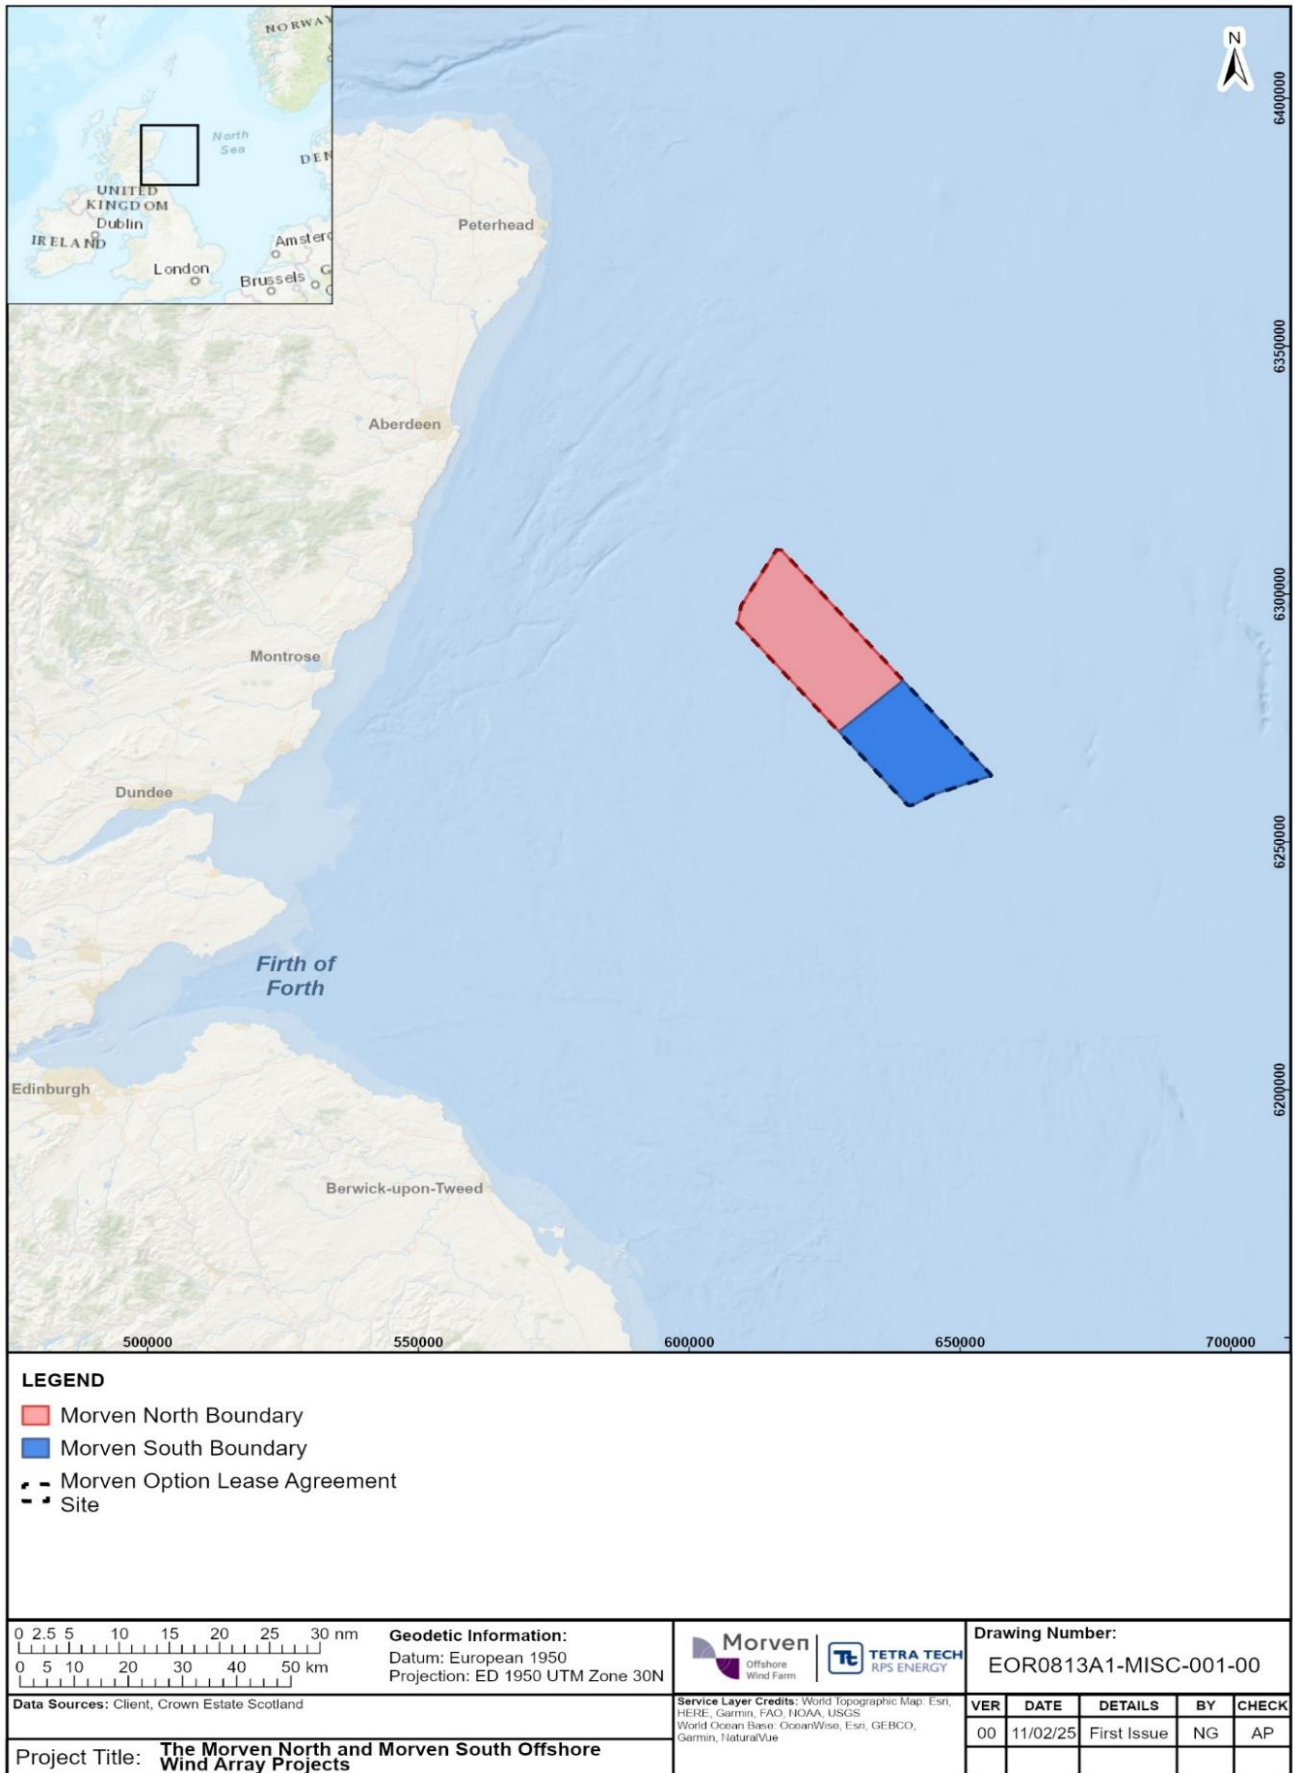 NORWAY
North
Sea
DEN
UNITED
KINGDOM
Dublin
IRELAND
Amsterd
London
Brussels
N
6400000
Peterhead
6350000
Aberdeen
6300000
Montrose
Dundee
6250000
Firth of
Forth
6200000
Edinburgh
Berwick-upon-Tweed
500000
550000
600000
650000
700000
LEGEND
Morven North Boundary
Morven South Boundary
Morven Option Lease Agreement
Site
0 2.5 5 10 15 20 25 30 nm
0 5 10 20 30 40 50 km
Geodetic Information:
Datum: European 1950
Projection: ED 1950 UTM Zone 30N
Data Sources: Client, Crown Estate Scotland
Project Title: The Morven North and Morven South Offshore
Wind Array Projects
Morven
Offshore
Wind Farm
Tt
TETRA TECH
RPS ENERGY
Service Layer Credits: World Topographic Map: Esri,
HERE, Garmin, FAO, NOAA, USGS
World Ocean Base: OceanWise, Esri, GEBCO,
Garmin, NaturalVue
Drawing Number:
EOR0813A1-MISC-001-00
VER DATE DETAILS BY CHECK
00 11/02/25 First Issue NG AP